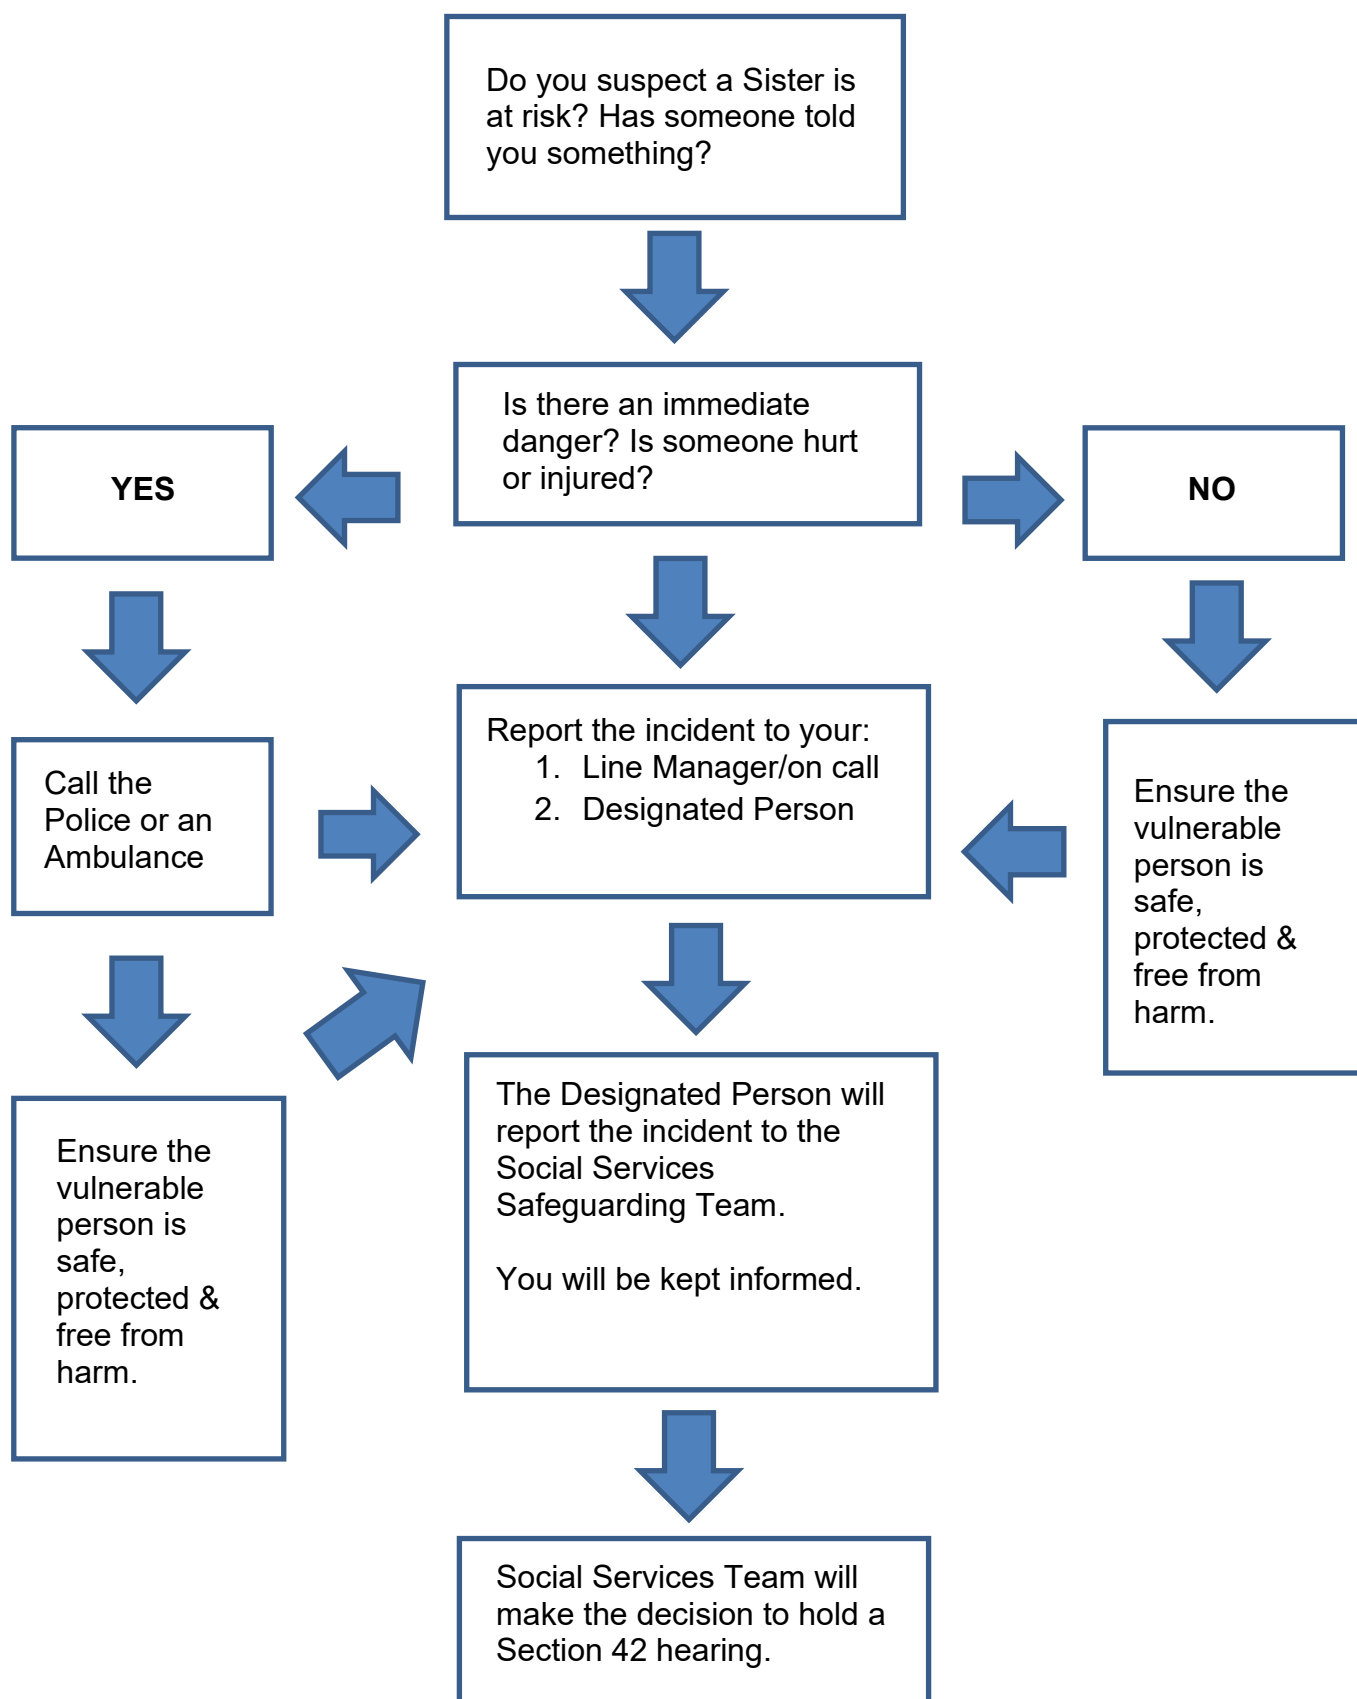 Do you suspect a Sister is
at risk? Has someone told
you something?
Is there an immediate
danger? Is someone hurt
or injured?
YES
NO
Call the
Police or an
Ambulance
Report the incident to your:
1. Line Manager/on call
2. Designated Person
Ensure the
vulnerable
person is
safe,
protected &
free from
harm.
Ensure the
vulnerable
person is
safe,
protected &
free from
harm.
The Designated Person will
report the incident to the
Social Services
Safeguarding Team.
You will be kept informed.
Social Services Team will
make the decision to hold a
Section 42 hearing.